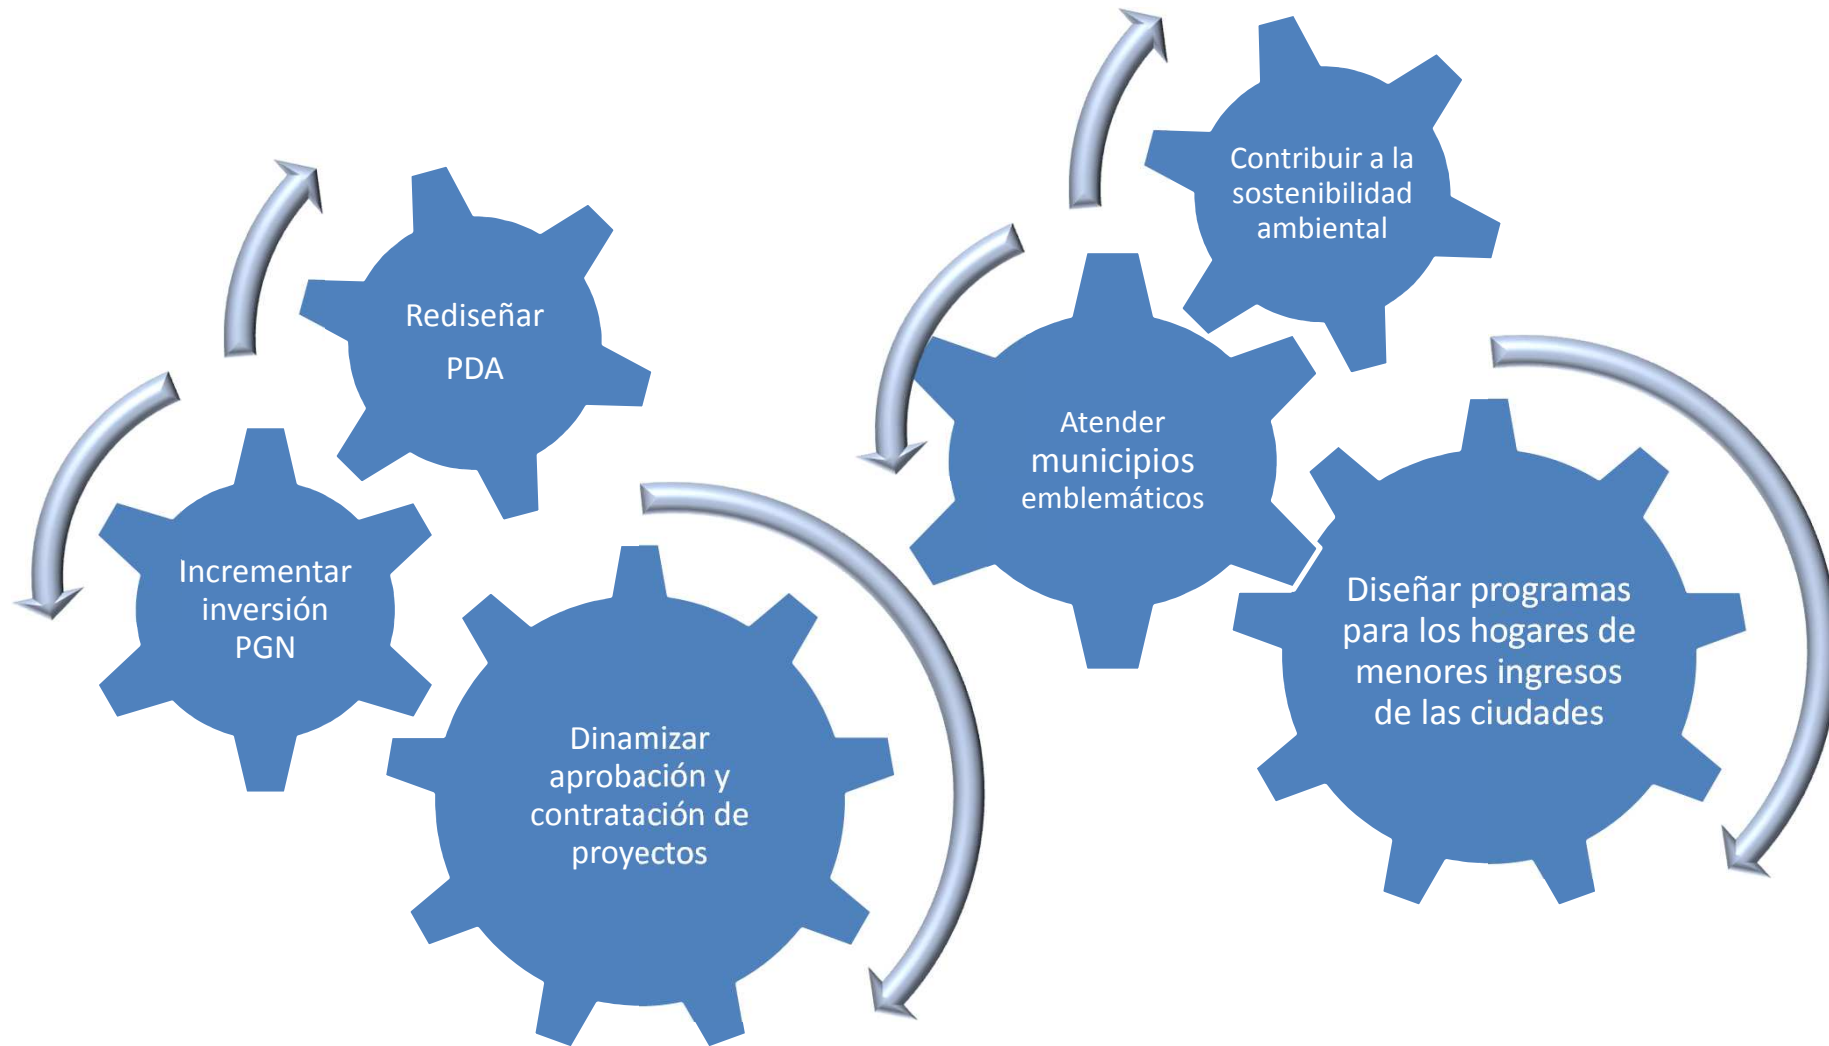 Rediseñar
PDA
Incrementar
inversión
PGN
Dinamizar
aprobación y
contratación de
proyectos
Contribuir a la
sostenibilidad
ambiental
Atender
municipios
emblemáticos
Diseñar programas
para los hogares de
menores ingresos
de las ciudades